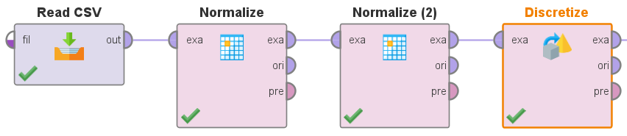 Read CSV
Normalize
Normalize (2)
Discretize
fil out
exa exa
exa exa
exa exa
ori
ori
ori
pre
pre
pre